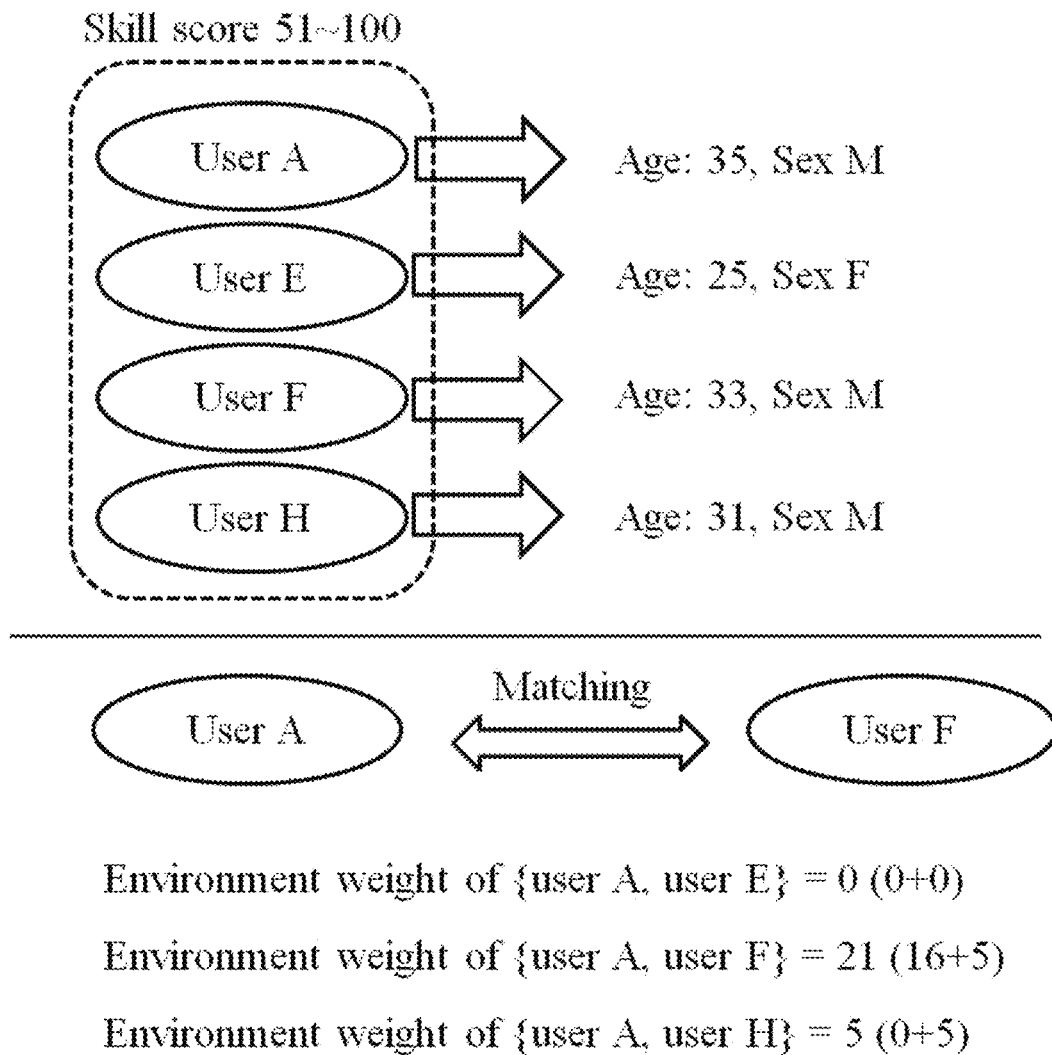 Skill score 51~100
User A
Age: 35, Sex M
User E
Age: 25, Sex F
User F
Age: 33, Sex M
User H
Age: 31, Sex M
Matching
User A
User F
Environment weight of {user A, user E} = 0 (0+0)
Environment weight of {user A, user F} = 21 (16+5)
Environment weight of {user A, user H} = 5 (0+5)